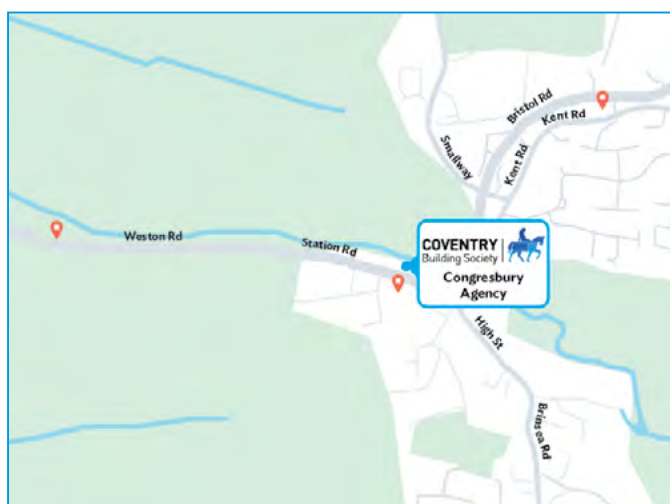 Bristol Rd
Kent Rd
Smallway
Kent Rd
Weston Rd
Station Rd
COVENTRY
Building Society
Congresbury
Agency
High St
Brinsea Rd